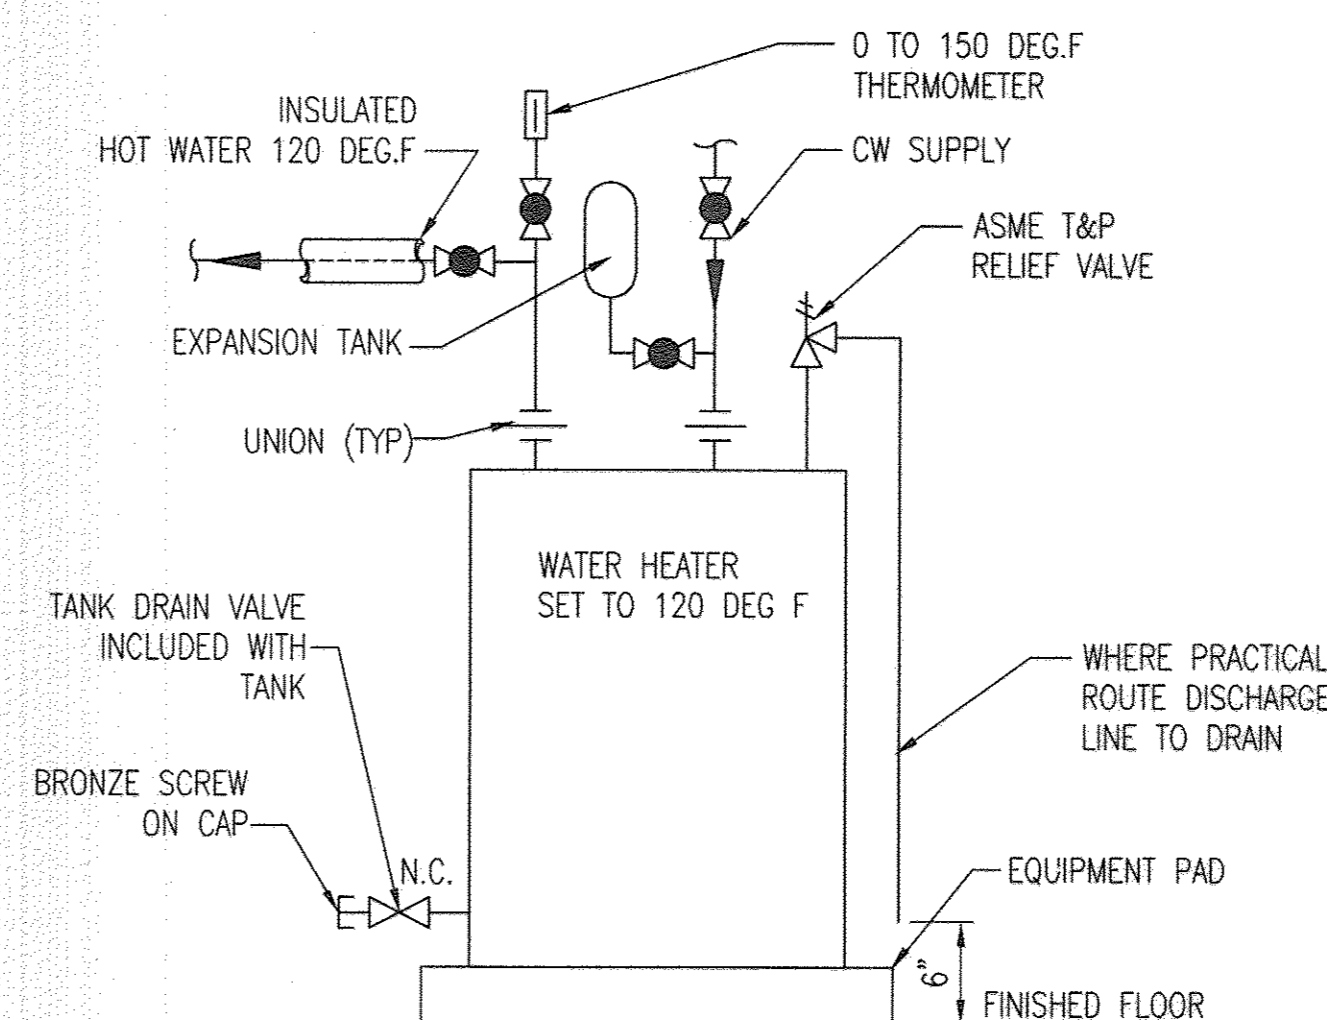 0 TO 150 DEG.F
THERMOMETER
INSULATED
HOT WATER 120 DEG.F
CW SUPPLY
ASME T&P
RELIEF VALVE
EXPANSION TANK
UNION (TYP)
WATER HEATER
SET TO 120 DEG F
TANK DRAIN VALVE
INCLUDED WITH
TANK
WHERE PRACTICAL
ROUTE DISCHARGE
LINE TO DRAIN
BRONZE SCREW
ON CAP
N.C.
EQUIPMENT PAD
6"
FINISHED FLOOR